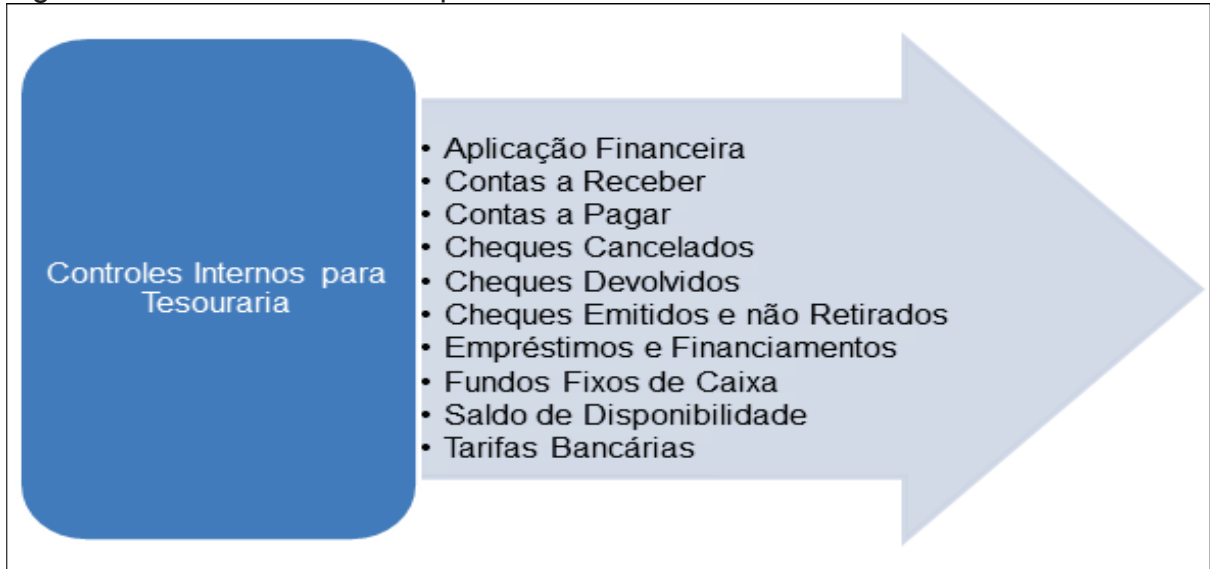 Controles Internos para
Tesouraria
• Aplicação Financeira
• Contas a Receber
• Contas a Pagar
• Cheques Cancelados
• Cheques Devolvidos
• Cheques Emitidos e não Retirados
• Empréstimos e Financiamentos
• Fundos Fixos de Caixa
• Saldo de Disponibilidade
• Tarifas Bancárias